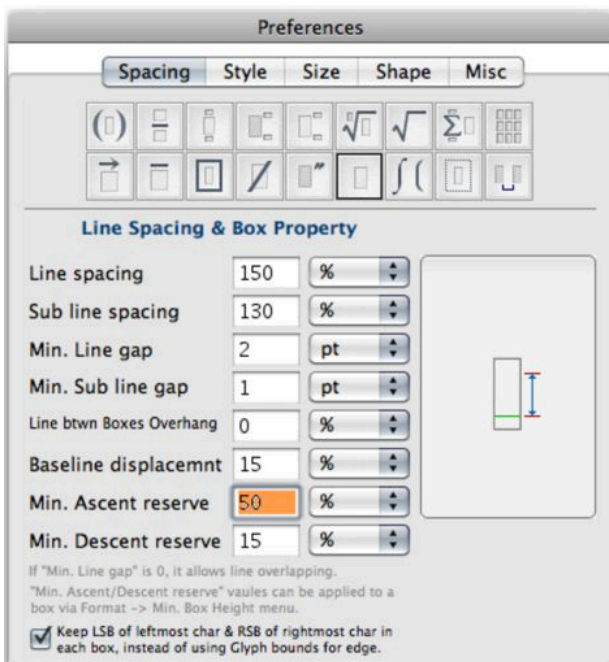 Preferences
Spacing Style Size Shape Misc
Line Spacing & Box Property
Line spacing 150 %
Sub line spacing 130 %
Min. Line gap 2 pt
Min. Sub line gap 1 pt
Line btwn Boxes Overhang 0 %
Baseline displacemnt 15 %
Min. Ascent reserve 50 %
Min. Descent reserve 15 %
If "Min. Line gap" is 0, it allows line overlapping.
"Min. Ascent/Descent reserve" vaules can be applied to a
box via Format -> Min. Box Height menu.
Keep LSB of leftmost char & RSB of rightmost char in
each box, instead of using Glyph bounds for edge.